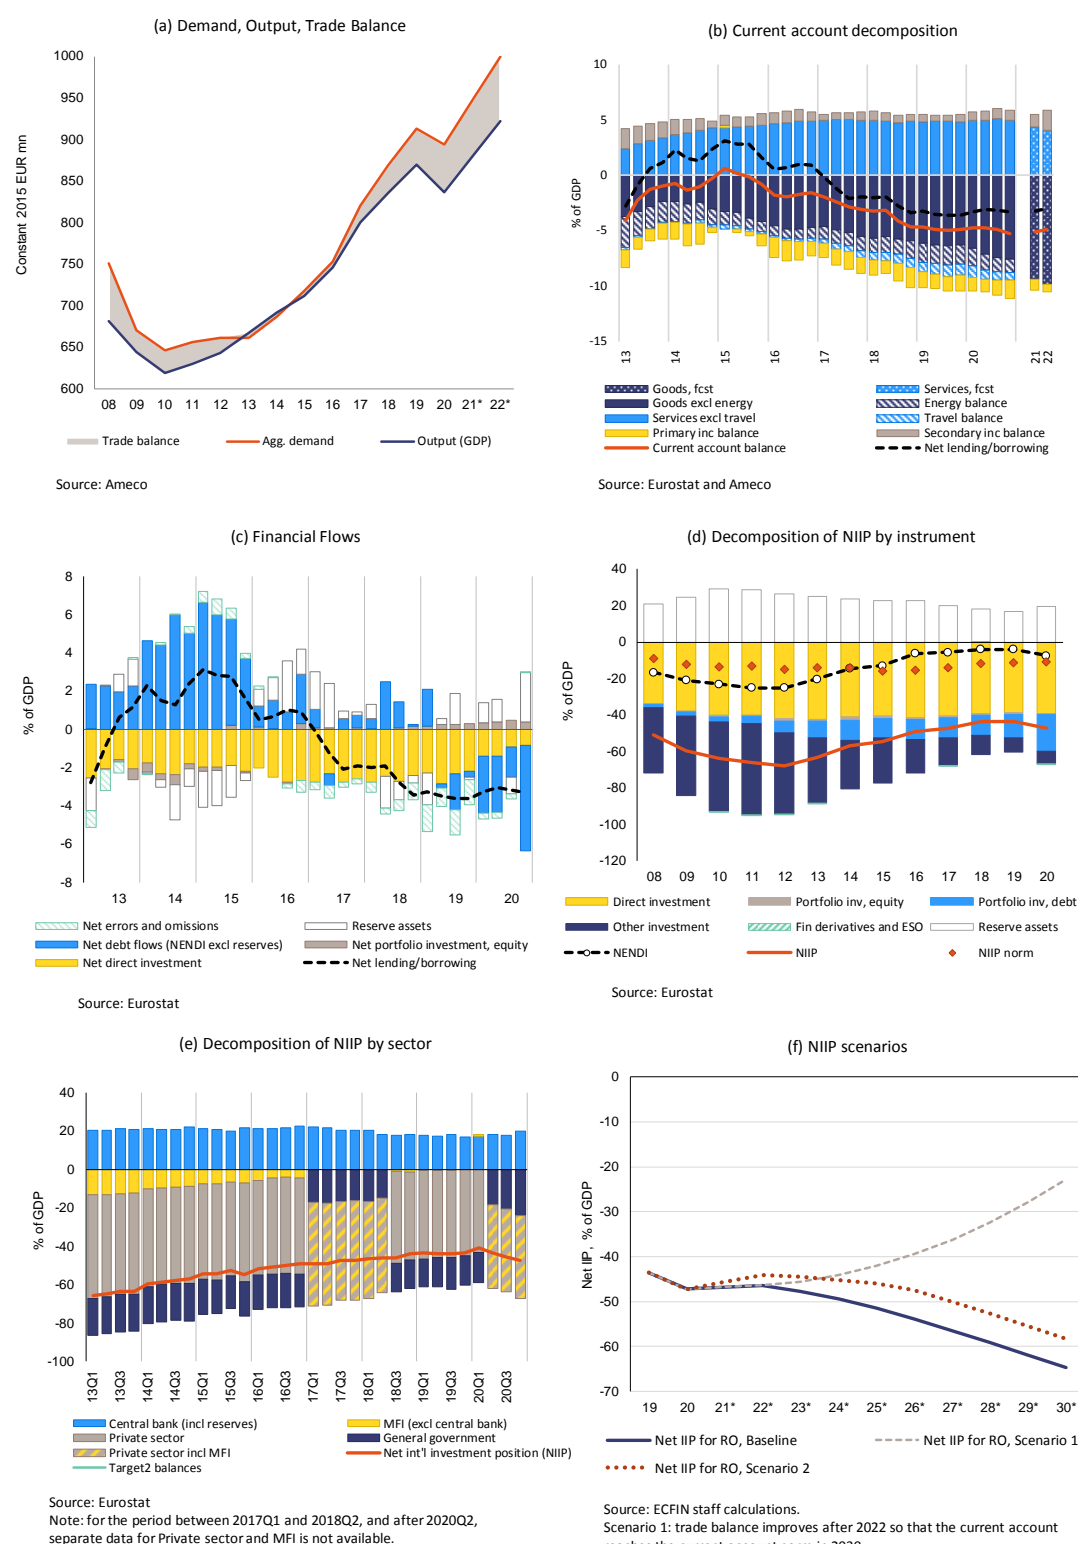 (a) Demand, Output, Trade Balance
Constant 2015 EUR mn
1000
950
900
850
800
750
700
650
600
08 09 10 11 12 13 14 15 16 17 18 19 20 21* 22*
Trade balance Agg. demand Output (GDP)
Source: Ameco
(b) Current account decomposition
% of GDP
10
5
0
-5
-10
-15
13 14 15 16 17 18 19 20 21 22
Goods, fcst Services, fcst
Goods excl energy Energy balance
Services excl travel Travel balance
Primary inc balance Secondary inc balance
Current account balance Net lending/borrowing
Source: Eurostat and Ameco
(c) Financial Flows
% of GDP
8
6
4
2
0
-2
-4
-6
-8
13 14 15 16 17 18 19 20
Net errors and omissions Reserve assets
Net debt flows (NENDI excl reserves) Net portfolio investment, equity
Net direct investment Net lending/borrowing
Source: Eurostat
(d) Decomposition of NIIP by instrument
% of GDP
40
20
0
-20
-40
-60
-80
-100
-120
08 09 10 11 12 13 14 15 16 17 18 19 20
Direct investment Portfolio inv, equity Portfolio inv, debt
Other investment Fin derivatives and ESO Reserve assets
NENDI NIIP NIIP norm
Source: Eurostat
(e) Decomposition of NIIP by sector
% of GDP
40
20
0
-20
-40
-60
-80
-100
13Q1 13Q3 14Q1 14Q3 15Q1 15Q3 16Q1 16Q3 17Q1 17Q3 18Q1 18Q3 19Q1 19Q3 20Q1 20Q3
Central bank (incl reserves) MFI (excl central bank)
Private sector General government
Private sector incl MFI Net int'l investment position (NIIP)
Target2 balances
Source: Eurostat
Note: for the period between 2017Q1 and 2018Q2, and after 2020Q2,
separate data for Private sector and MFI is not available.
(f) NIIP scenarios
Net IIP, % of GDP
0
-10
-20
-30
-40
-50
-60
-70
19 20 21* 22* 23* 24* 25* 26* 27* 28* 29* 30*
Net IIP for RO, Baseline Net IIP for RO, Scenario 1
Net IIP for RO, Scenario 2
Source: ECFIN staff calculations.
Scenario 1: trade balance improves after 2022 so that the current account